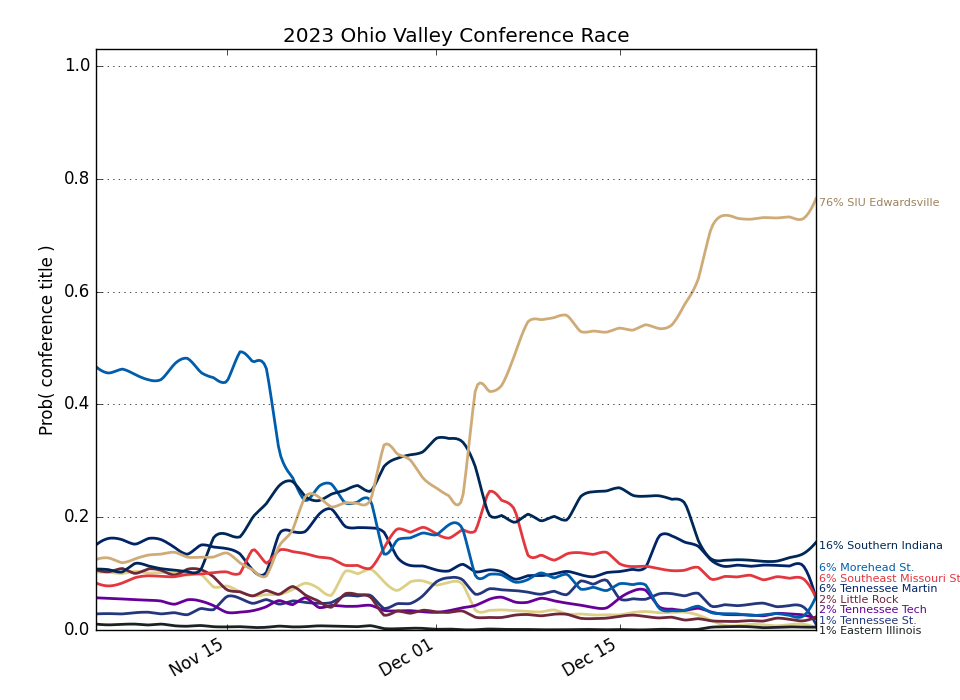 2023 Ohio Valley Conference Race
1.0
0.8
0.6
0.4
0.2
0.0
Prob( conference title )
Nov 15
Dec 01
Dec 15
76% SIU Edwardsville
16% Southern Indiana
6% Morehead St.
6% Southeast Missouri St
6% Tennessee Martin
2% Little Rock
2% Tennessee Tech
1% Tennessee St.
1% Eastern Illinois